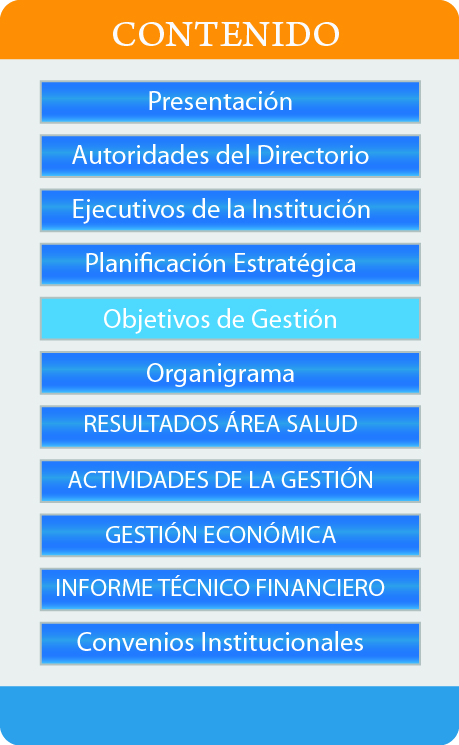 CONTENIDO
Presentación
Autoridades del Directorio
Ejecutivos de la Institución
Planificación Estratégica
Objetivos de Gestión
Organigrama
RESULTADOS ÁREA SALUD
ACTIVIDADES DE LA GESTIÓN
GESTIÓN ECONÓMICA
INFORME TÉCNICO FINANCIERO
Convenios Institucionales